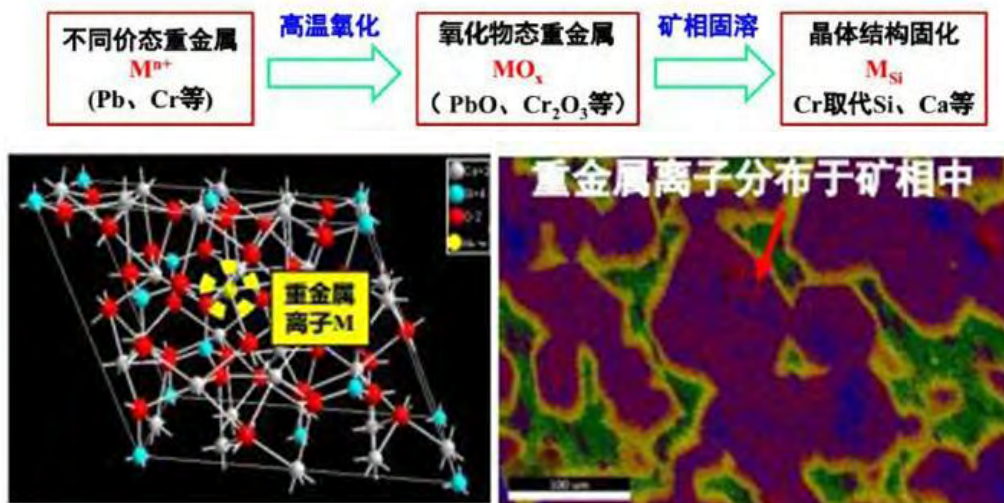 不同价态重金属
Mⁿ⁺
(Pb、Cr等)
高温氧化
氧化物态重金属
MOₓ
（PbO、Cr₂O₃等）
矿相固溶
晶体结构固化
M_Si
Cr取代Si、Ca等
重金属
离子M
重金属离子分布于矿相中
100 um